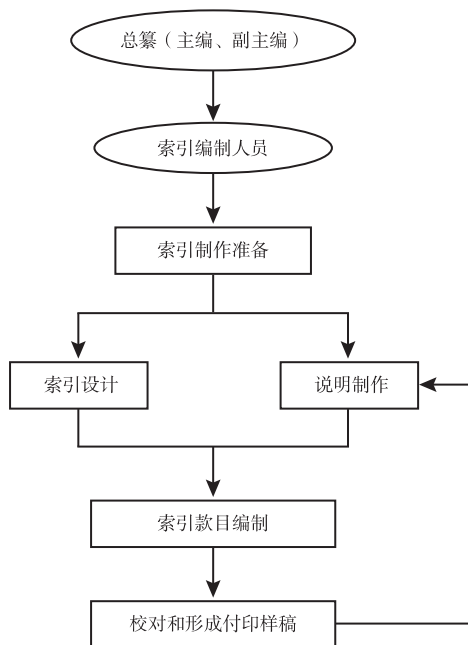 总纂（主编、副主编）
索引编制人员
索引制作准备
索引设计
说明制作
索引款目编制
校对和形成付印样稿